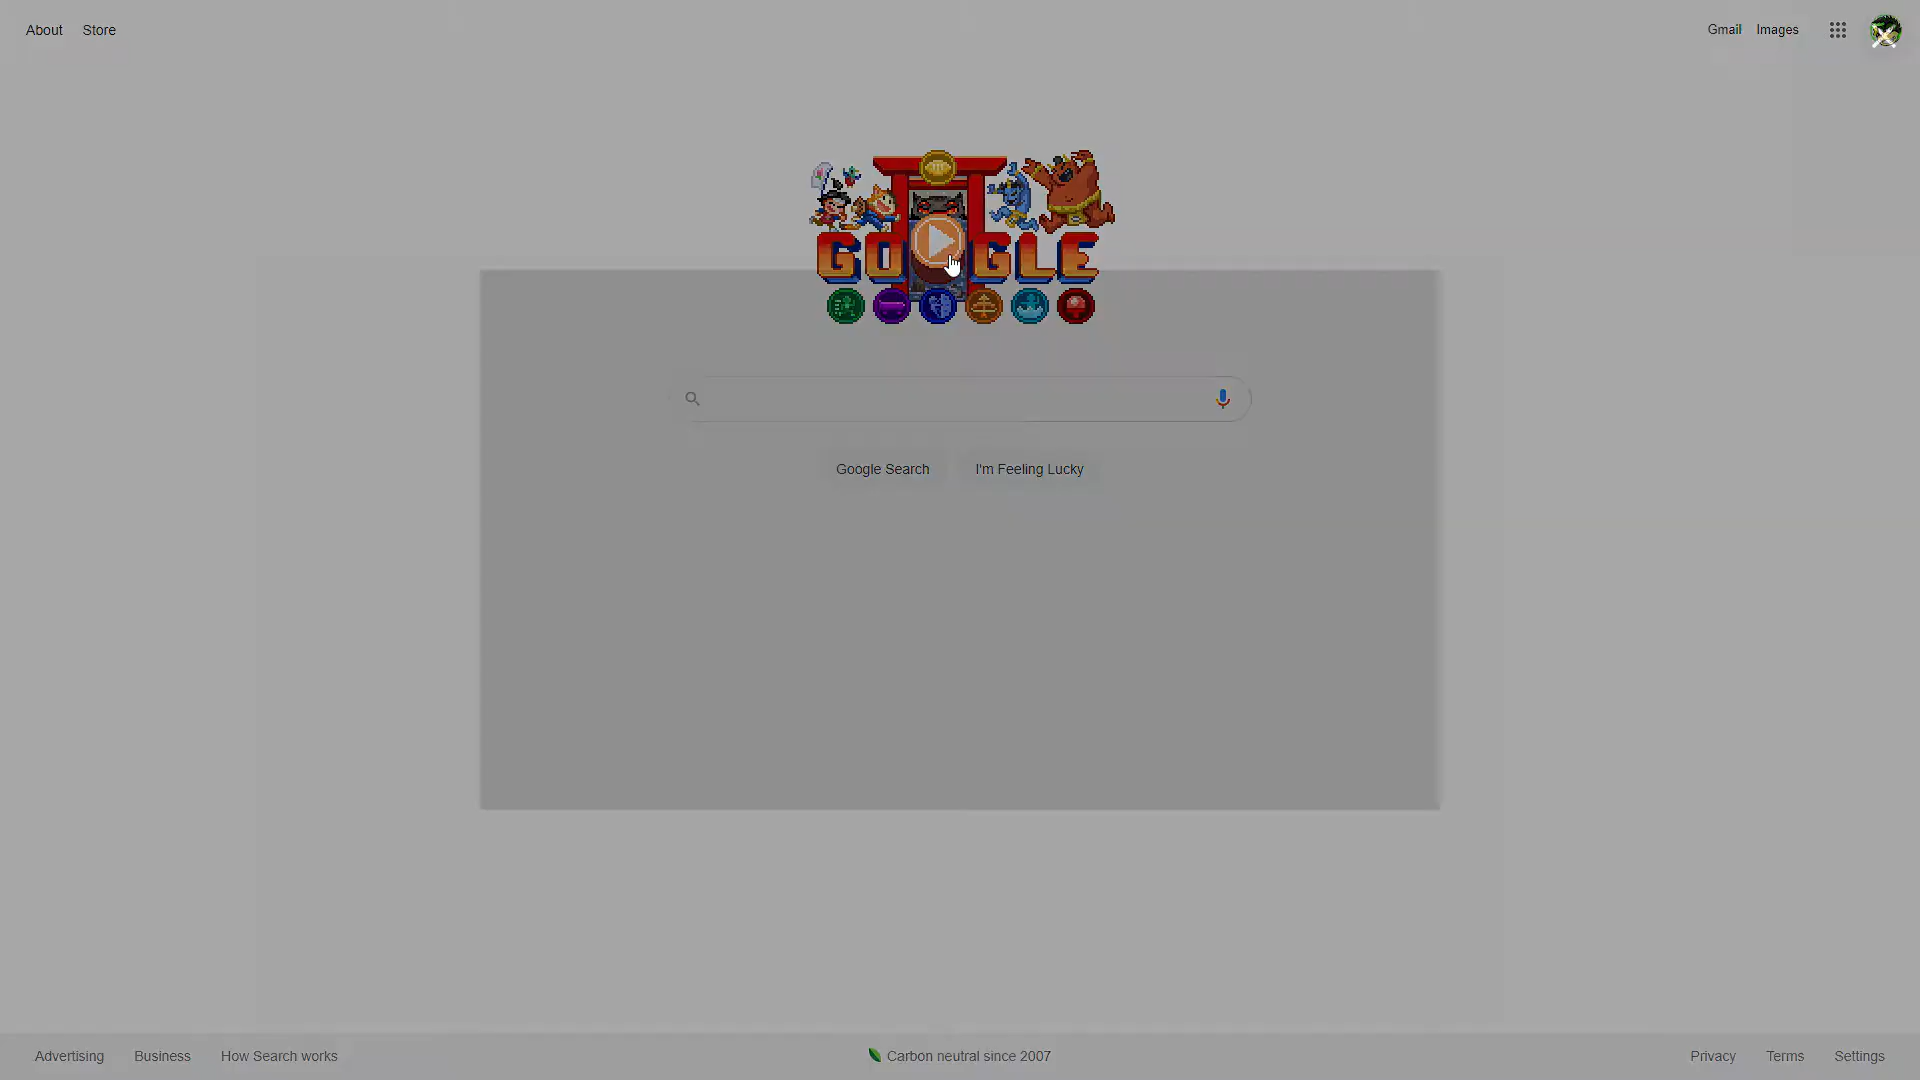 About Store
Gmail Images
GOOGLE
Google Search I'm Feeling Lucky
Advertising Business How Search works
Carbon neutral since 2007
Privacy Terms Settings